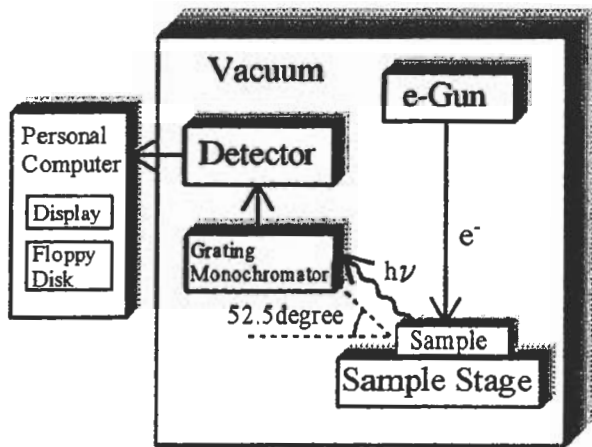 Vacuum
e-Gun
Personal
Computer
Display
Floppy
Disk
Detector
Grating
Monochromator
e-
hν
52.5degree
Sample
Sample Stage